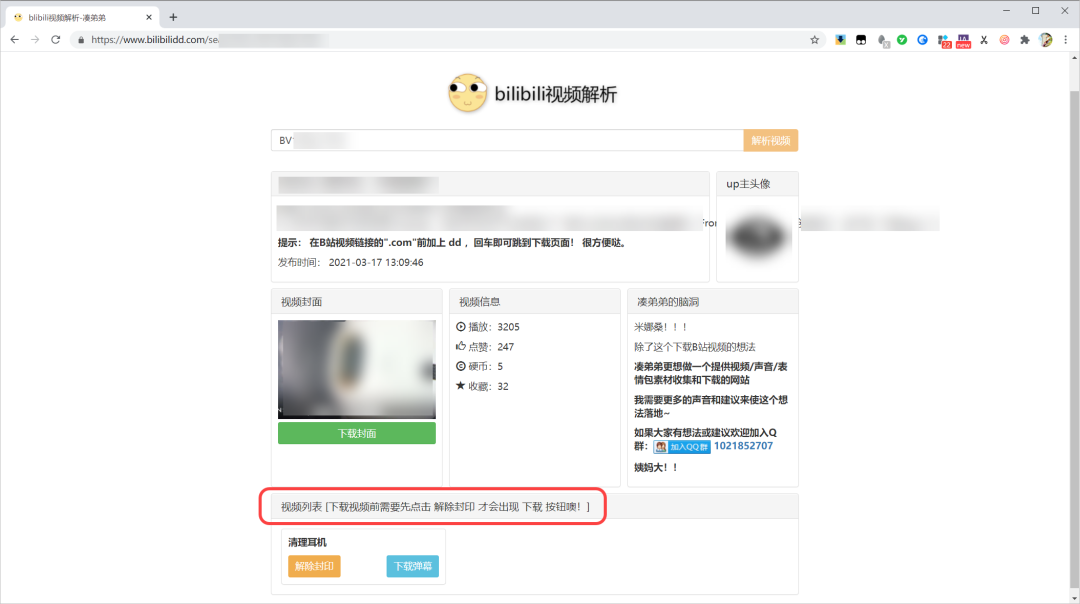 blibili视频解析-凑弟弟
https://www.bilibilidd.com/sea
22
new
bilibili视频解析
BV
解析视频
up主头像
提示： 在B站视频链接的".com"前加上 dd ，回车即可跳到下载页面！ 很方便哒。
发布时间： 2021-03-17 13:09:46
视频封面
下载封面
视频信息
播放：3205
点赞：247
硬币：5
收藏：32
凑弟弟的脑洞
米娜桑！！！
除了这个下载B站视频的想法
凑弟弟更想做一个提供视频/声音/表
情包素材收集和下载的网站
我需要更多的声音和建议来使这个想
法落地~
如果大家有想法或建议欢迎加入Q
群： 加入QQ群 1021852707
姨妈大！！
视频列表 [下载视频前需要先点击 解除封印 才会出现 下载 按钮噢！]
清理耳机
解除封印
下载弹幕